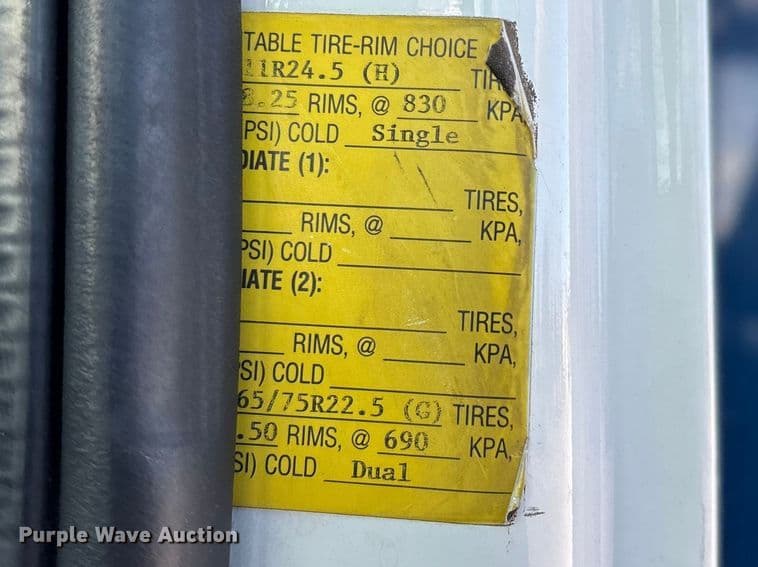 TABLE TIRE-RIM CHOICE
11R24.5 (H) TIR
8.25 RIMS, @ 830 KPA
PSI) COLD Single
DIATE (1):
TIRES,
RIMS, @ KPA,
PSI) COLD
IATE (2):
TIRES,
RIMS, @ KPA,
SI) COLD
65/75R22.5 (G) TIRES,
.50 RIMS, @ 690 KPA,
SI) COLD Dual
Purple Wave Auction